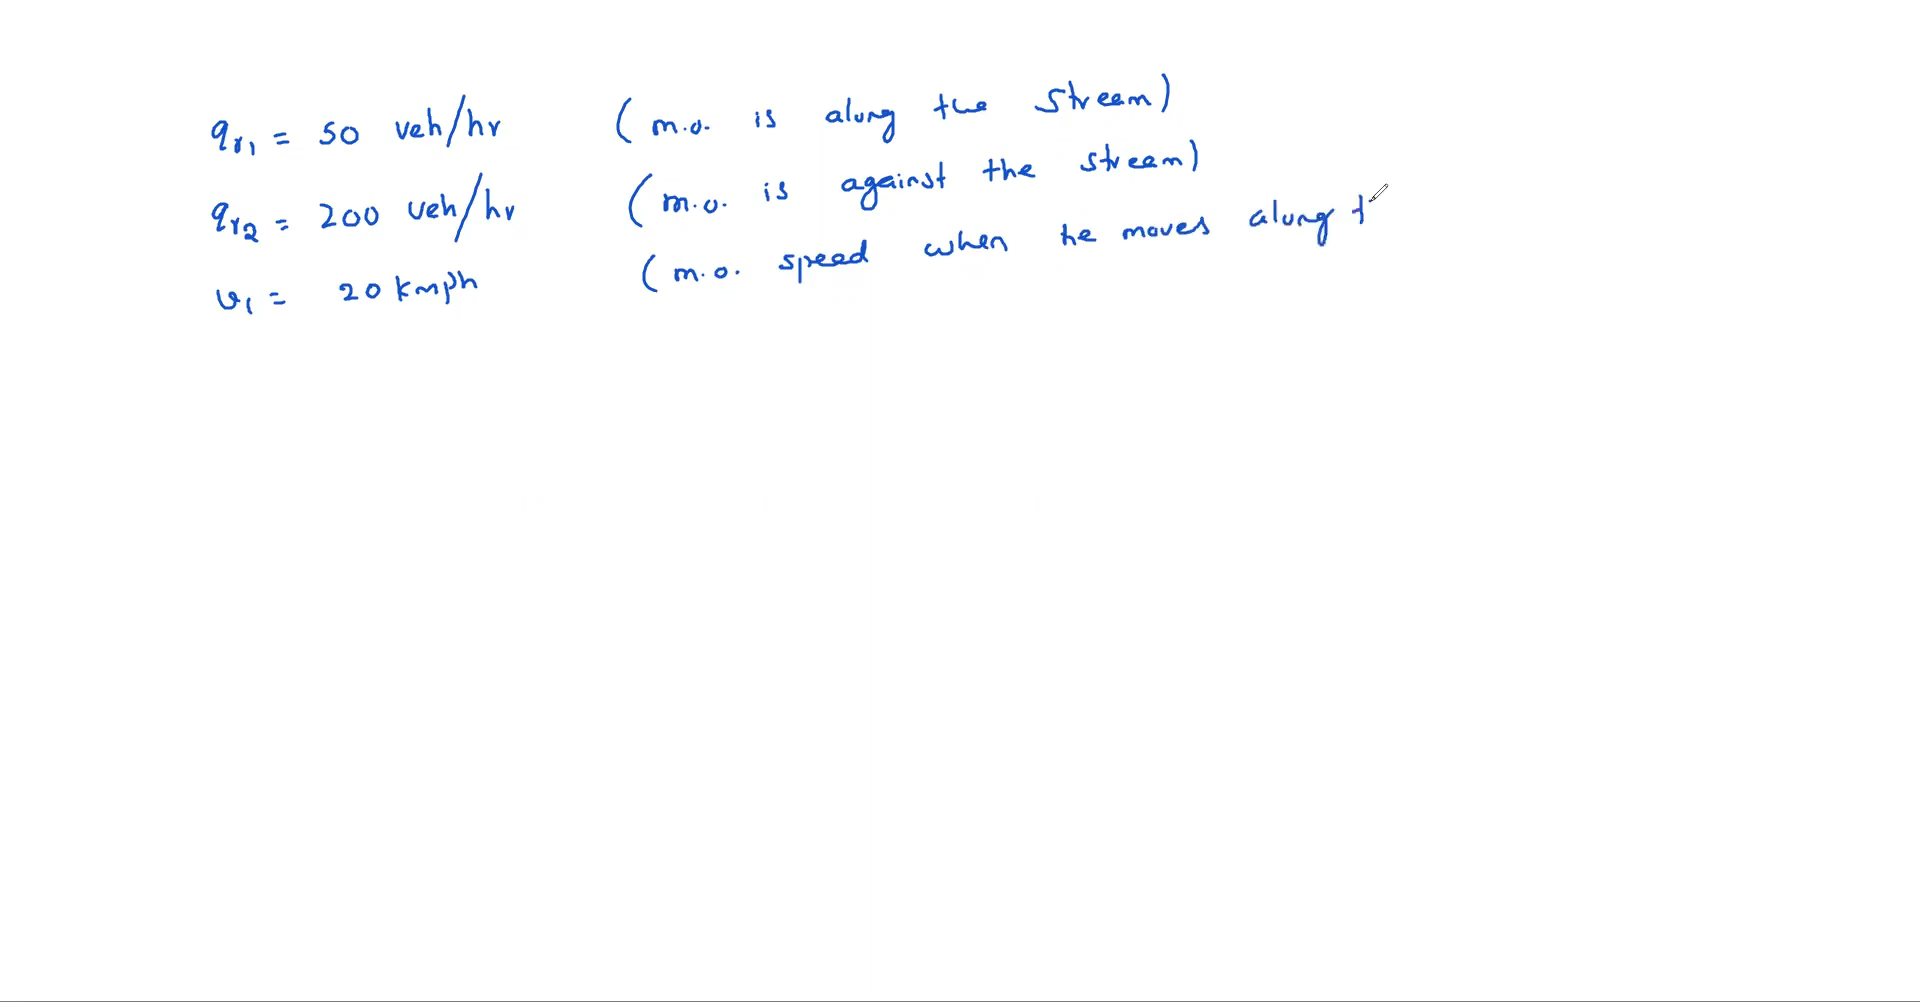 qr1 = 50 veh/hr (m.o. is along the stream)
qr2 = 200 veh/hr (m.o. is against the stream)
v1 = 20 kmph (m.o. speed when he moves along t